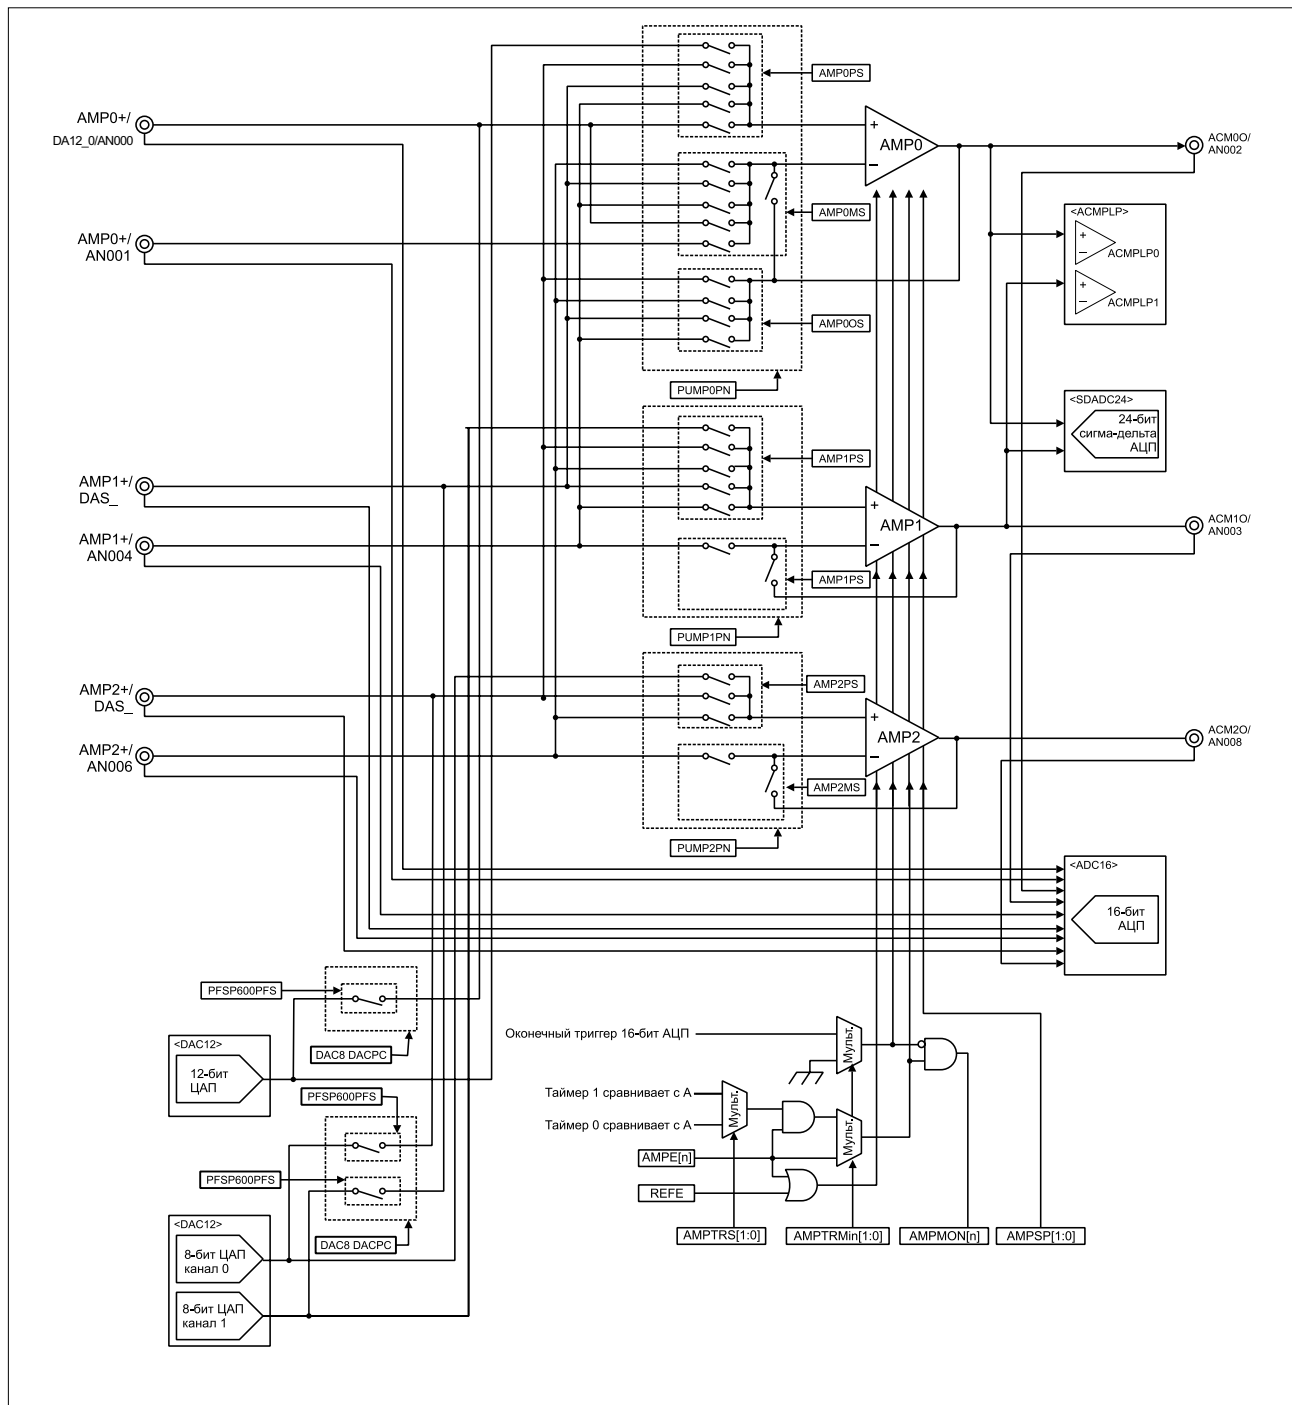 AMP0PS
AMP0+/
DA12_0/AN000
+
AMP0
−
ACM0O/
AN002
AMP0MS
<ACMPLP>
+
−
ACMPLP0
+
−
ACMPLP1
AMP0+/
AN001
AMP0OS
PUMP0PN
<SDADC24>
24-бит
сигма-дельта
АЦП
AMP1PS
AMP1+/
DAS_
+
AMP1
−
ACM1O/
AN003
AMP1+/
AN004
AMP1PS
PUMP1PN
AMP2PS
AMP2+/
DAS_
+
AMP2
−
ACM2O/
AN008
AMP2+/
AN006
AMP2MS
PUMP2PN
<ADC16>
16-бит
АЦП
PFSP600PFS
DAC8 DACPC
<DAC12>
12-бит
ЦАП
Оконечный триггер 16-бит АЦП
Мульт.
PFSP600PFS
Таймер 1 сравнивает с А
Мульт.
Таймер 0 сравнивает с А
Мульт.
AMPE[n]
PFSP600PFS
REFE
<DAC12>
DAC8 DACPC
AMPTRS[1:0]
AMPTRMin[1:0]
AMPMON[n]
AMPSP[1:0]
8-бит ЦАП
канал 0
8-бит ЦАП
канал 1